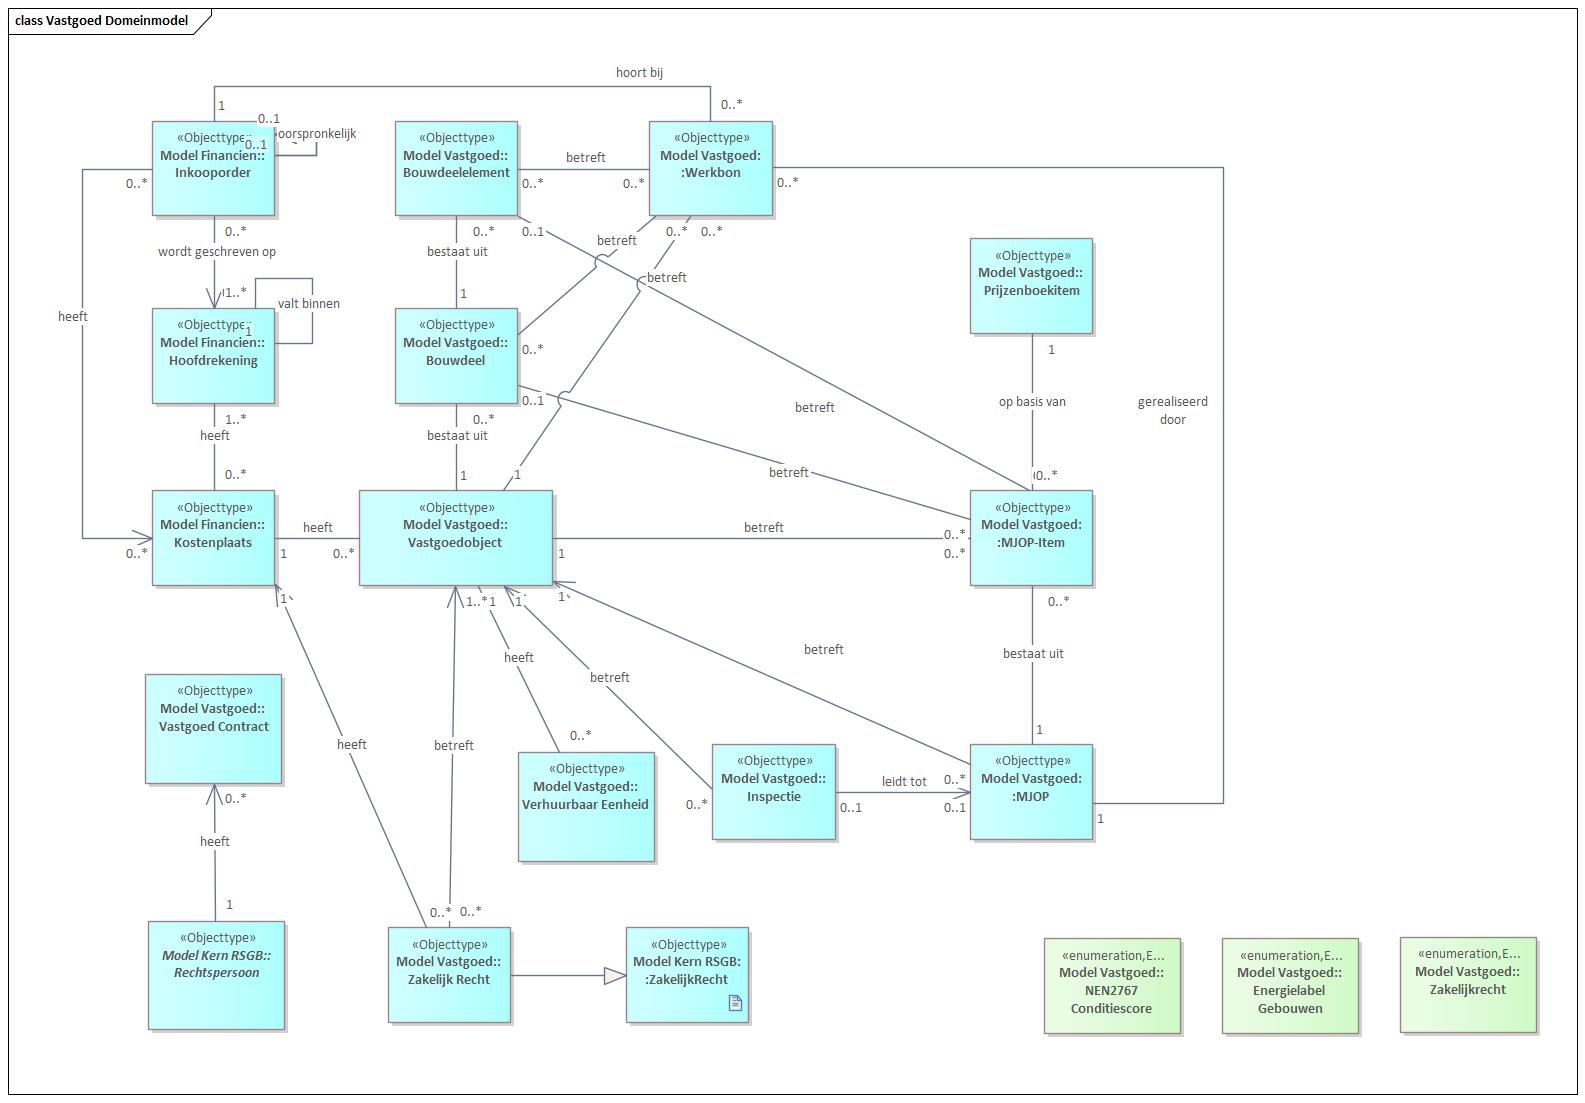 class Vastgoed Domeinmodel
hoort bij
1
0..*
0..1
oorspronkelijk
0..1
«Objecttype»
Model Financien::
Inkooporder
0..*
0..*
«Objecttype»
Model Vastgoed::
Bouwdeelelement
betreft
0..*
0..*
«Objecttype»
Model Vastgoed:
:Werkbon
0..*
wordt geschreven op
1..*
0..*
bestaat uit
1
0..1
betreft
0..*
0..*
betreft
«Objecttype»
Model Vastgoed::
Prijzenboekitem
1
heeft
valt binnen
1
«Objecttype»
Model Financien::
Hoofdrekening
«Objecttype»
Model Vastgoed::
Bouwdeel
0..*
0..1
1..*
heeft
0..*
0..*
bestaat uit
1
1
betreft
betreft
op basis van
0..*
gerealiseerd
door
«Objecttype»
Model Financien::
Kostenplaats
0..*
heeft
1
0..*
«Objecttype»
Model Vastgoed::
Vastgoedobject
1
betreft
0..*
0..*
«Objecttype»
Model Vastgoed:
:MJOP-Item
1
1..*
1
1
1
0..*
heeft
betreft
betreft
bestaat uit
1
«Objecttype»
Model Vastgoed::
Vastgoed Contract
0..*
heeft
1
heeft
betreft
0..*
0..*
0..*
«Objecttype»
Model Vastgoed::
Verhuurbaar Eenheid
«Objecttype»
Model Vastgoed::
Inspectie
0..*
leidt tot
0..1
0..*
0..1
«Objecttype»
Model Vastgoed:
:MJOP
1
«Objecttype»
Model Kern RSGB::
Rechtspersoon
«Objecttype»
Model Vastgoed::
Zakelijk Recht
«Objecttype»
Model Kern RSGB:
:ZakelijkRecht
«enumeration,E...
Model Vastgoed::
NEN2767
Conditiescore
«enumeration,E...
Model Vastgoed::
Energielabel
Gebouwen
«enumeration,E...
Model Vastgoed::
Zakelijkrecht